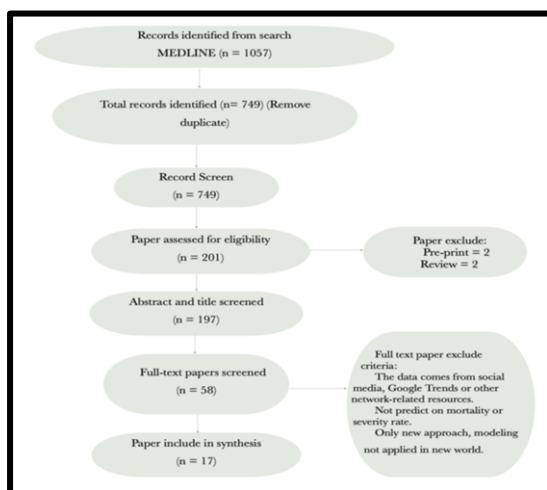 Records identified from search
MEDLINE (n = 1057)
Total records identified (n= 749) (Remove
duplicate)
Record Screen
(n = 749)
Paper assessed for eligibility
(n = 201)
Paper exclude:
Pre-print = 2
Review = 2
Abstract and title screened
(n = 197)
Full-text papers screened
(n = 58)
Full text paper exclude
criteria:
The data comes from social
media, Google Trends or other
network-related resources.
Not predict on mortality or
severity rate.
Only new approach, modeling
not applied in new world.
Paper include in synthesis
(n = 17)